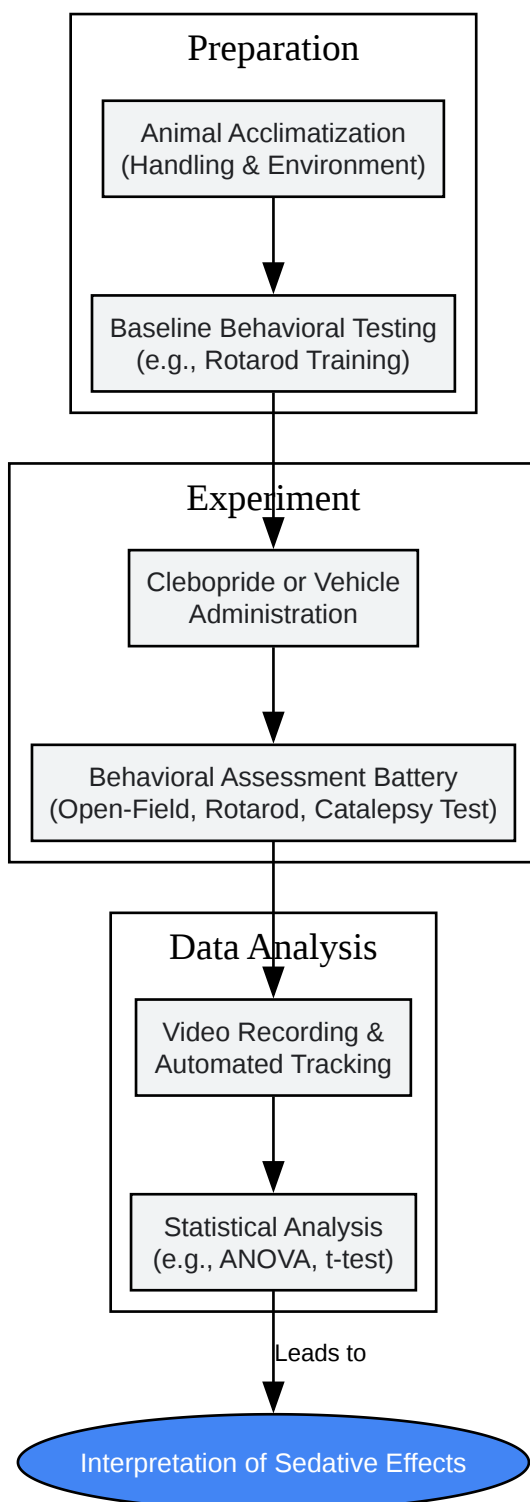 Preparation
Animal Acclimatization
(Handling & Environment)
Baseline Behavioral Testing
(e.g., Rotarod Training)
Experiment
Clebopride or Vehicle
Administration
Behavioral Assessment Battery
(Open-Field, Rotarod, Catalepsy Test)
Data Analysis
Video Recording &
Automated Tracking
Statistical Analysis
(e.g., ANOVA, t-test)
Leads to
Interpretation of Sedative Effects